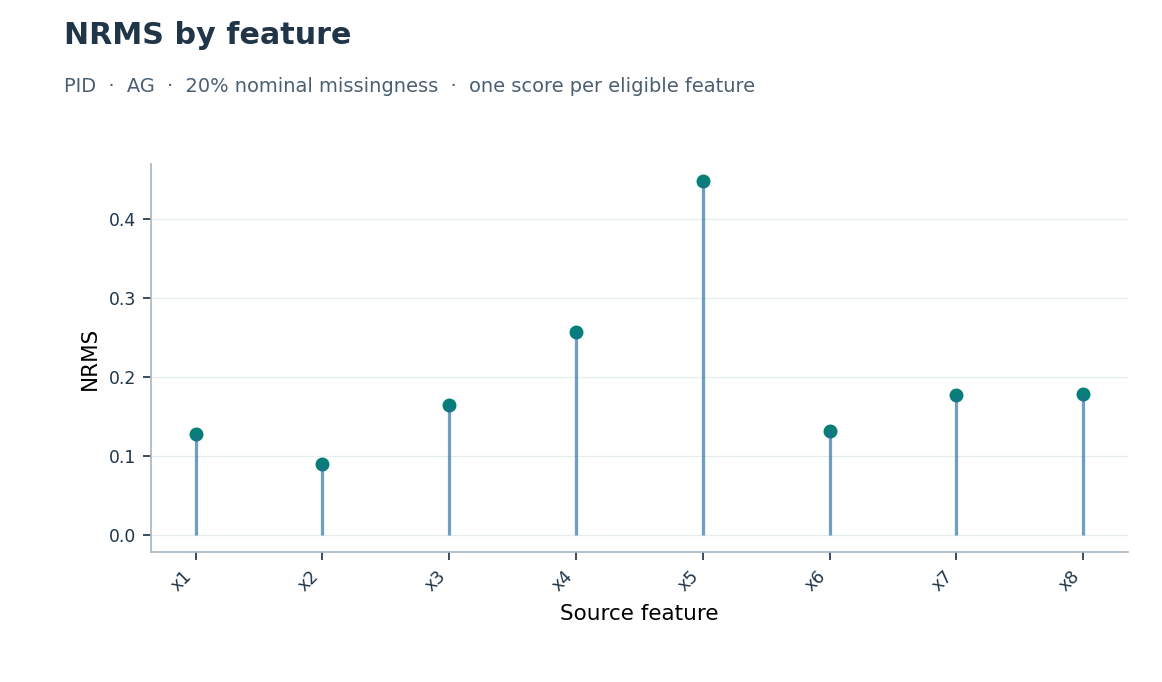 NRMS by feature
PID · AG · 20% nominal missingness · one score per eligible feature
NRMS
0.4
0.3
0.2
0.1
0.0
x1 x2 x3 x4 x5 x6 x7 x8
Source feature